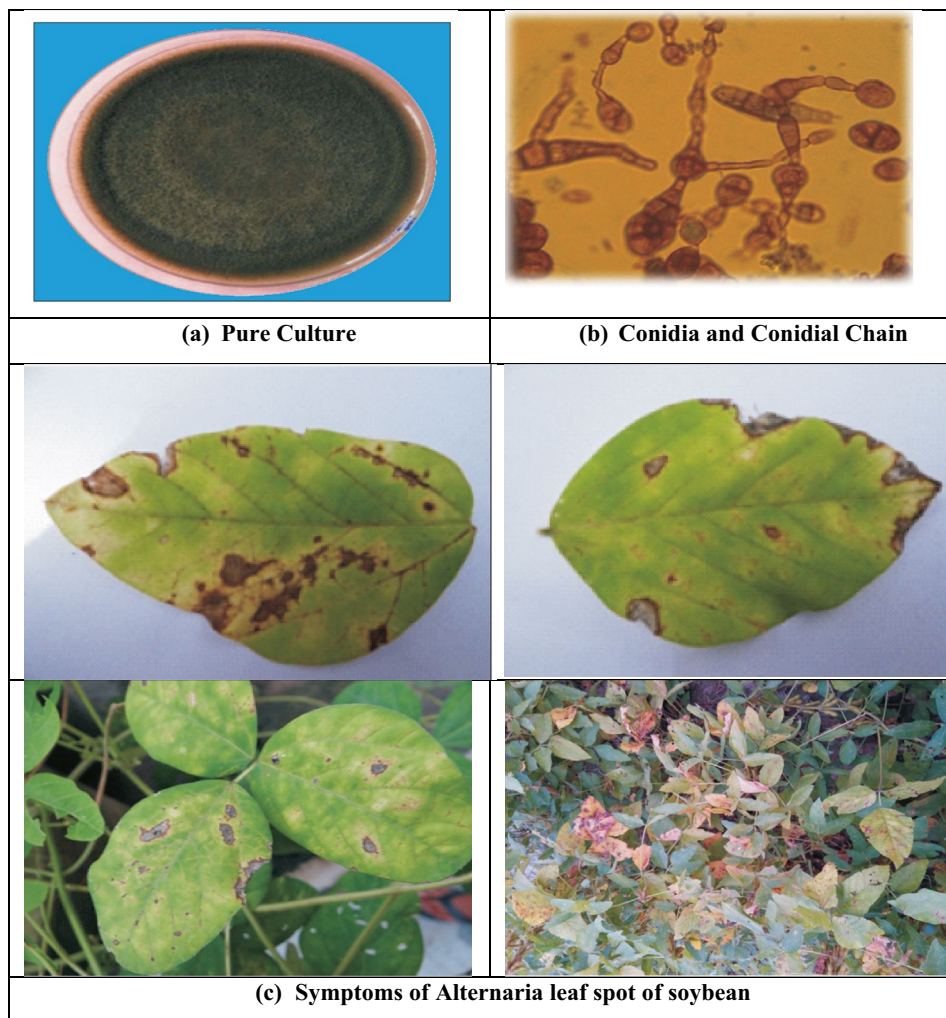 (a) Pure Culture
(b) Conidia and Conidial Chain
(c) Symptoms of Alternaria leaf spot of soybean